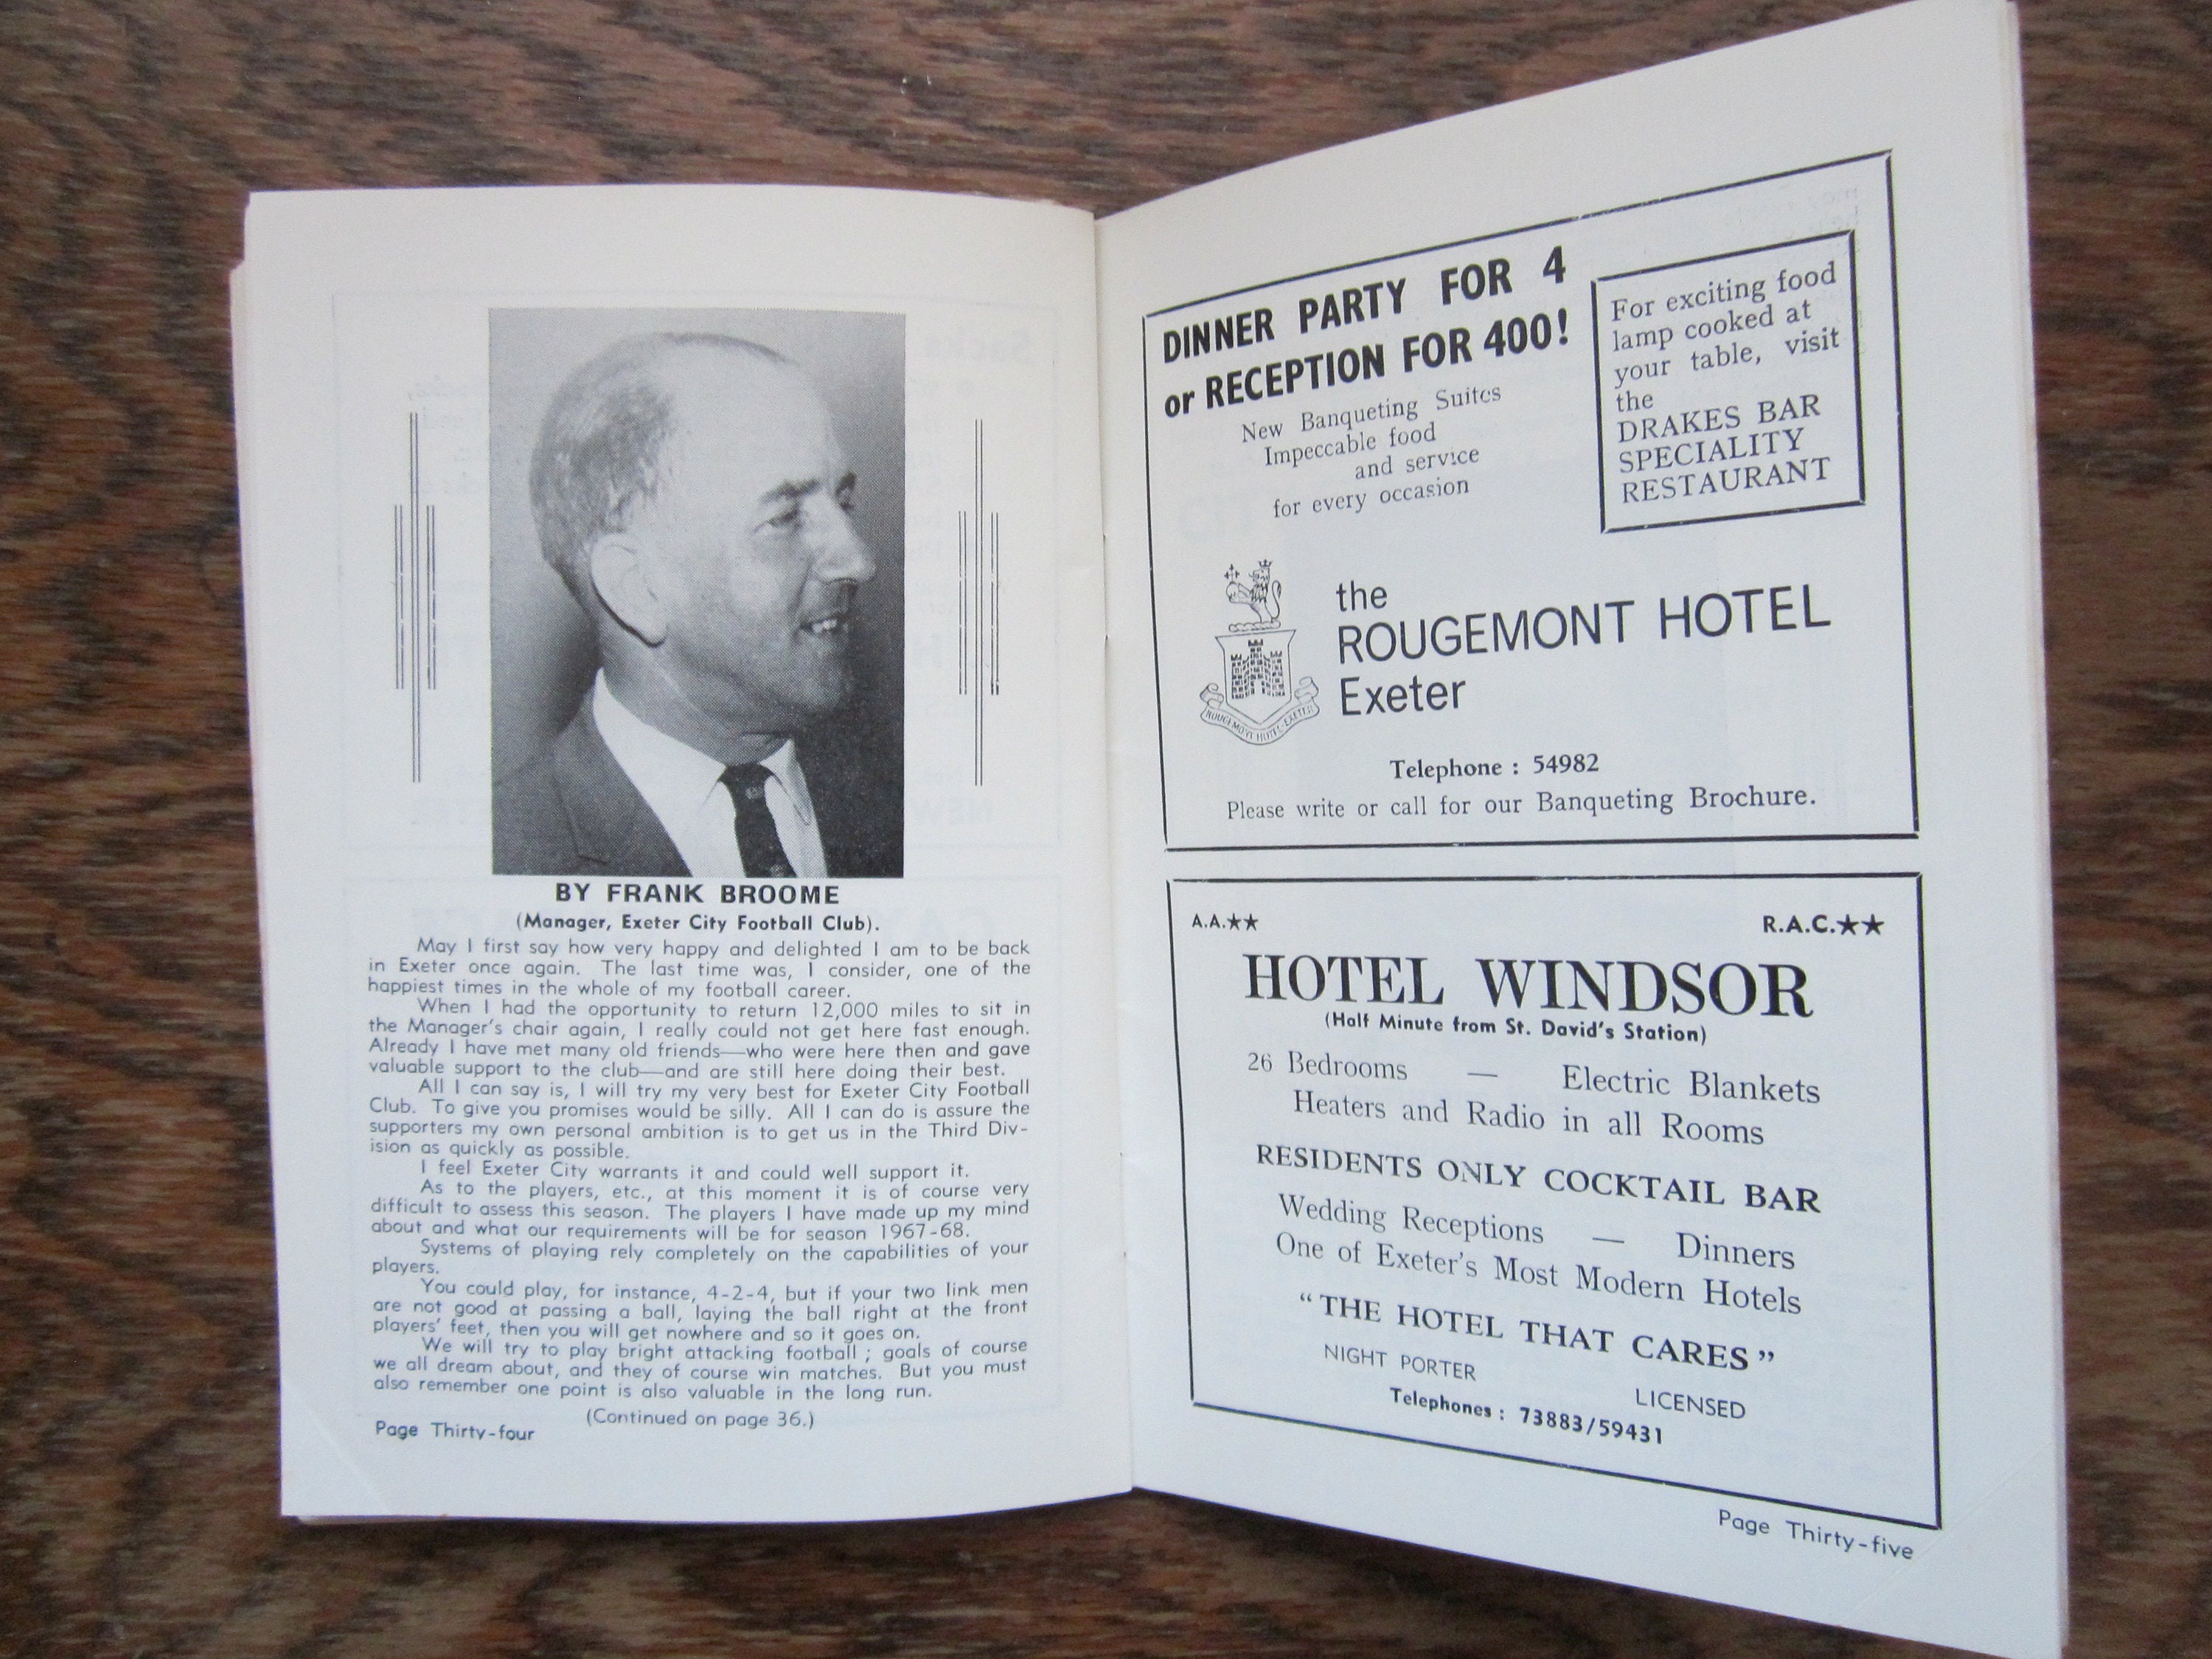 BY FRANK BROOME
(Manager, Exeter City Football Club).
May I first say how very happy and delighted I am to be back
in Exeter once again. The last time was, I consider, one of the
happiest times in the whole of my football career.
When I had the opportunity to return 12,000 miles to sit in
the Manager's chair again, I really could not get here fast enough.
Already I have met many old friends—who were here then and gave
valuable support to the club—and are still here doing their best.
All I can say is, I will try my very best for Exeter City Football
Club. To give you promises would be silly. All I can do is assure the
supporters my own personal ambition is to get us in the Third Div-
ision as quickly as possible.
I feel Exeter City warrants it and could well support it.
As to the players, etc., at this moment it is of course very
difficult to assess this season. The players I have made up my mind
about and what our requirements will be for season 1967-68.
Systems of playing rely completely on the capabilities of your
players.
You could play, for instance, 4-2-4, but if your two link men
are not good at passing a ball, laying the ball right at the front
players' feet, then you will get nowhere and so it goes on.
We will try to play bright attacking football ; goals of course
we all dream about, and they of course win matches. But you must
also remember one point is also valuable in the long run.
(Continued on page 36.)
Page Thirty-four
DINNER PARTY FOR 4
or RECEPTION FOR 400!
New Banqueting Suites
Impeccable food
and service
for every occasion
For exciting food
lamp cooked at
your table, visit
the
DRAKES BAR
SPECIALITY
RESTAURANT
the
ROUGEMONT HOTEL
Exeter
ROUGEMONT HOTEL-EXETER
Telephone : 54982
Please write or call for our Banqueting Brochure.
A.A.★★ R.A.C.★★
HOTEL WINDSOR
(Half Minute from St. David's Station)
26 Bedrooms — Electric Blankets
Heaters and Radio in all Rooms
RESIDENTS ONLY COCKTAIL BAR
Wedding Receptions — Dinners
One of Exeter's Most Modern Hotels
"THE HOTEL THAT CARES"
NIGHT PORTER LICENSED
Telephones : 73883/59431
Page Thirty-five